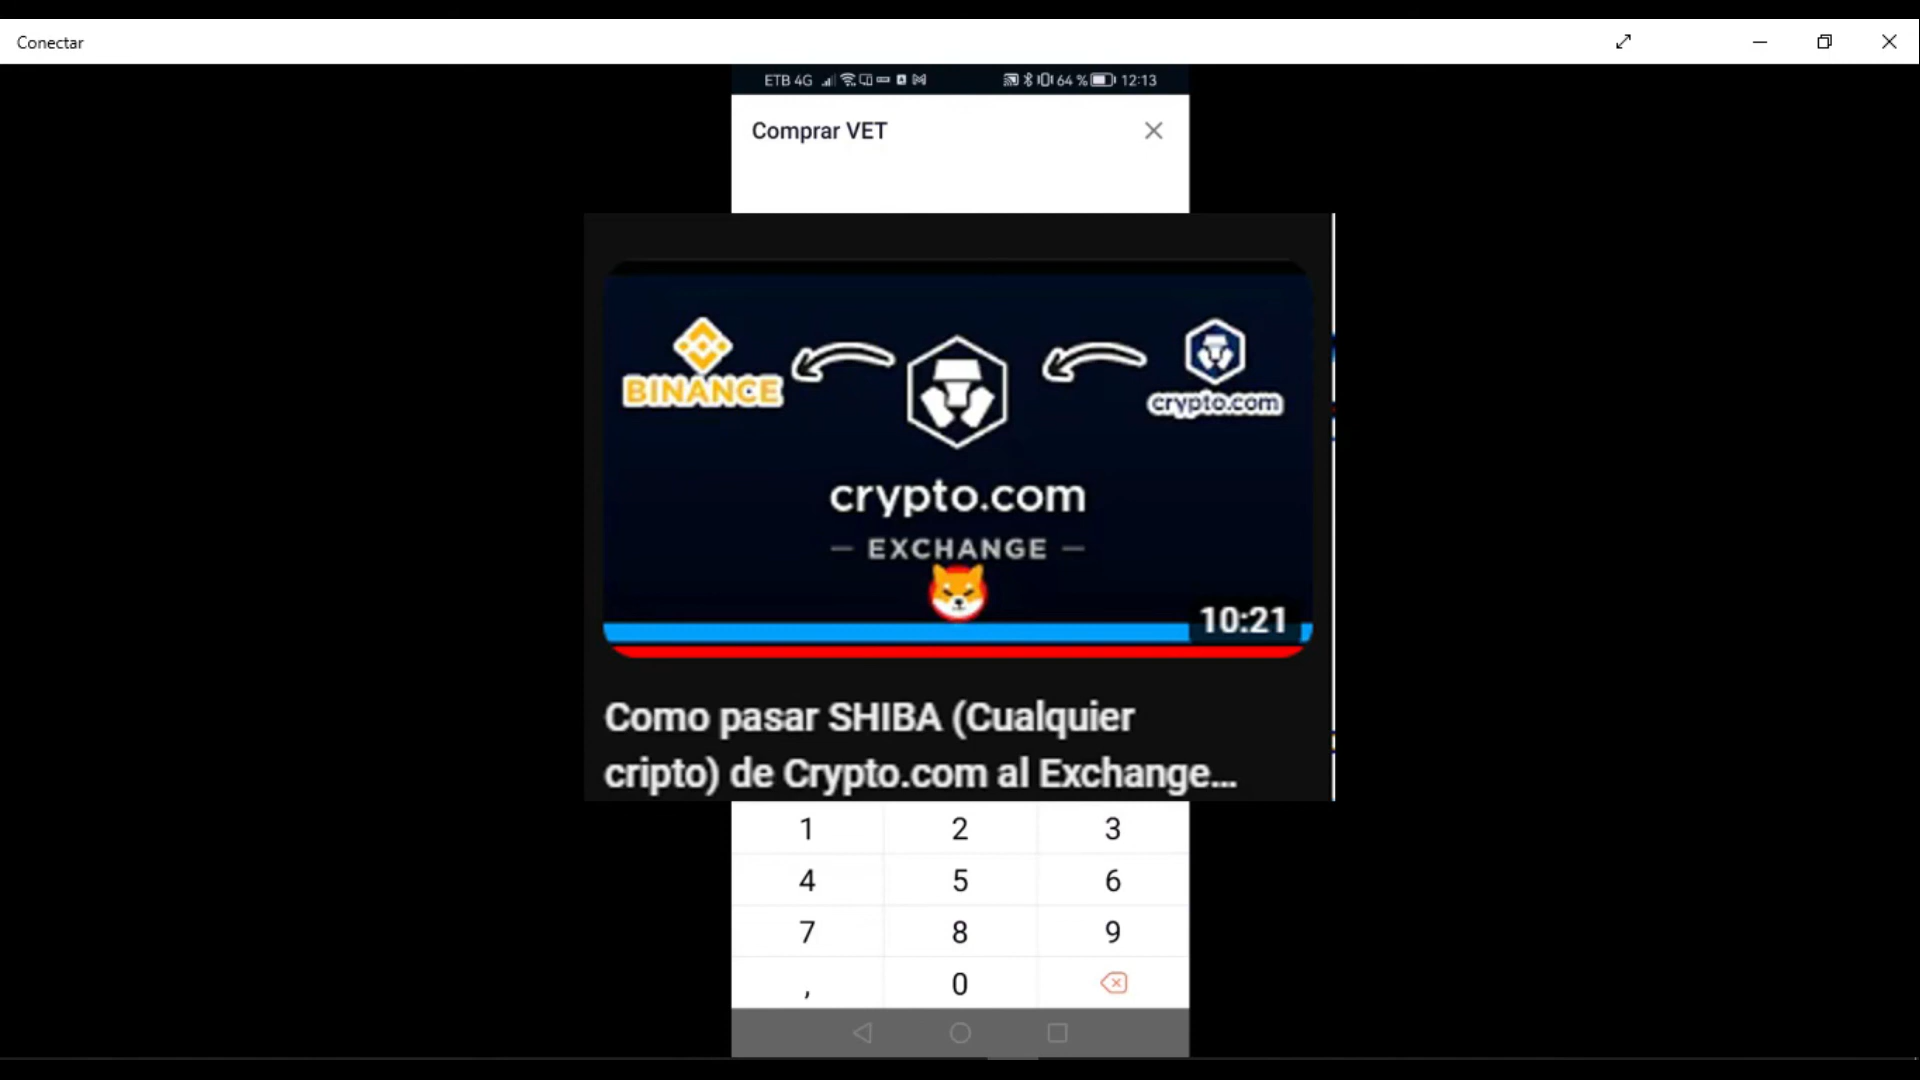 Conectar
ETB 4G
64 %
12:13
Comprar VET
BINANCE
crypto.com
crypto.com
EXCHANGE
10:21
Como pasar SHIBA (Cualquier
cripto) de Crypto.com al Exchange...
1 2 3
4 5 6
7 8 9
, 0